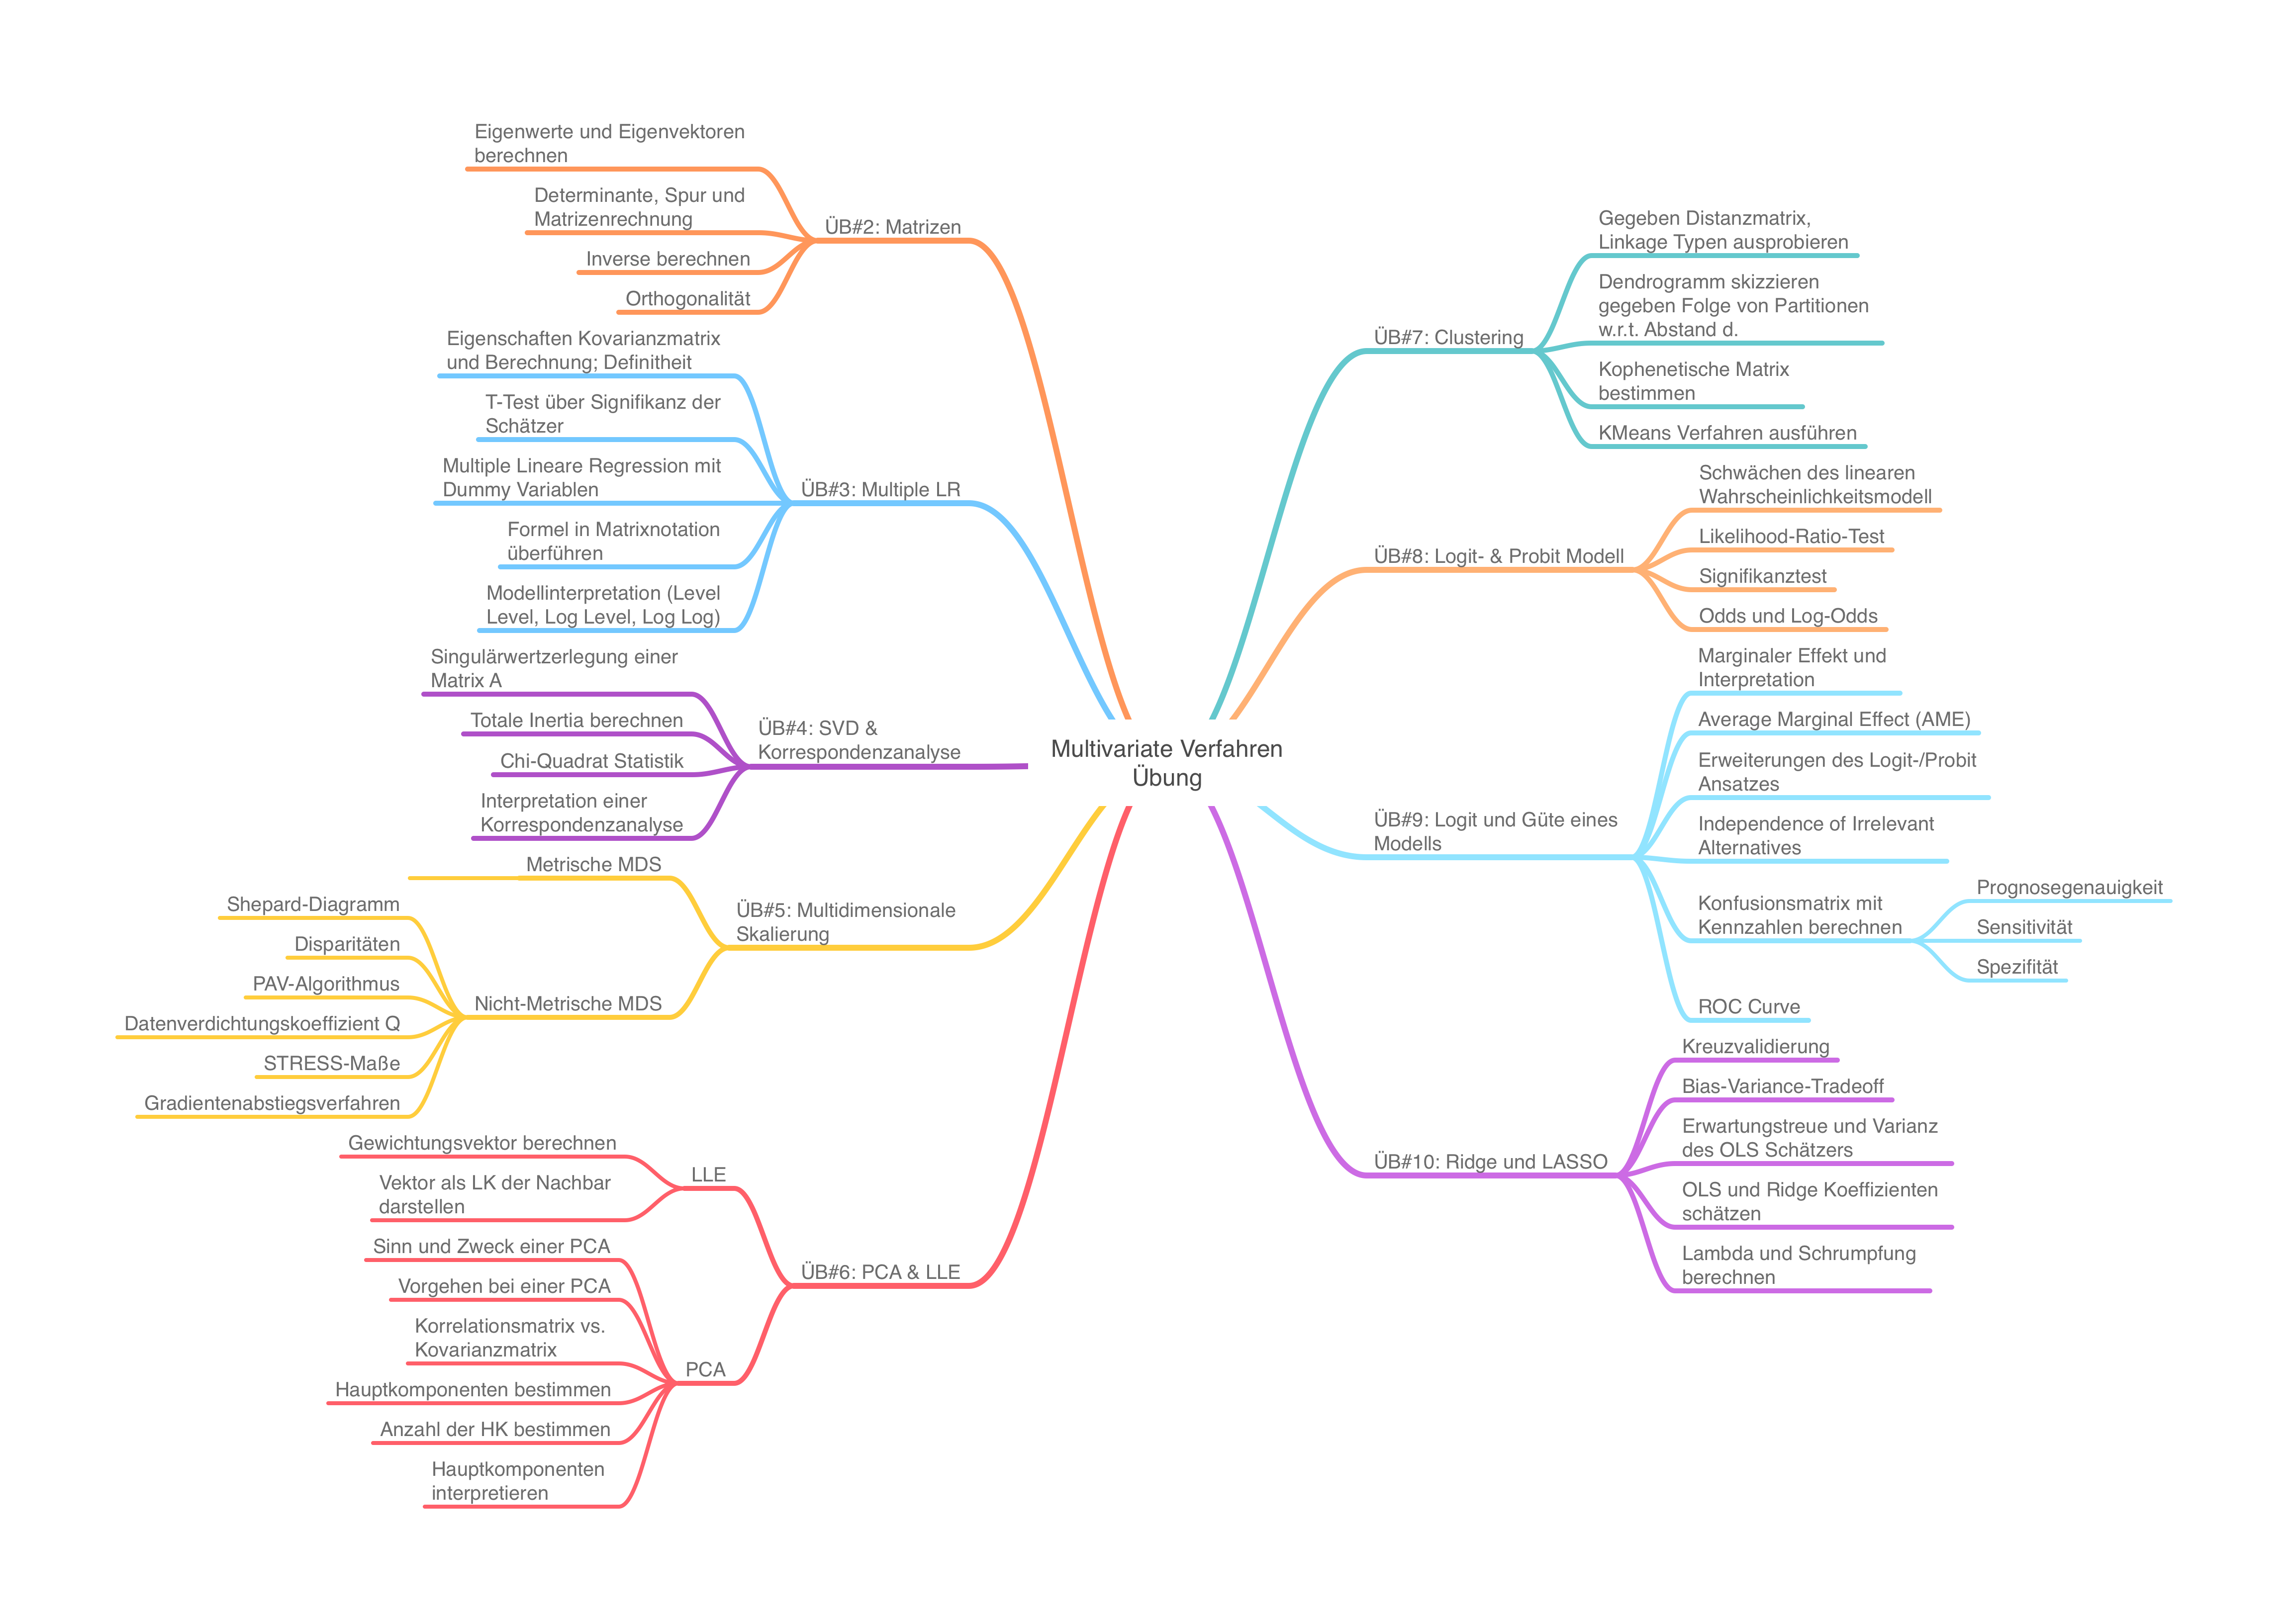 Multivariate Verfahren
Übung
ÜB#2: Matrizen
Eigenwerte und Eigenvektoren
berechnen
Determinante, Spur und
Matrizenrechnung
Inverse berechnen
Orthogonalität
ÜB#3: Multiple LR
Eigenschaften Kovarianzmatrix
und Berechnung; Definitheit
T-Test über Signifikanz der
Schätzer
Multiple Lineare Regression mit
Dummy Variablen
Formel in Matrixnotation
überführen
Modellinterpretation (Level
Level, Log Level, Log Log)
ÜB#4: SVD &
Korrespondenzanalyse
Singulärwertzerlegung einer
Matrix A
Totale Inertia berechnen
Chi-Quadrat Statistik
Interpretation einer
Korrespondenzanalyse
ÜB#5: Multidimensionale
Skalierung
Metrische MDS
Nicht-Metrische MDS
Shepard-Diagramm
Disparitäten
PAV-Algorithmus
Datenverdichtungskoeffizient Q
STRESS-Maße
Gradientenabstiegsverfahren
ÜB#6: PCA & LLE
LLE
Gewichtungsvektor berechnen
Vektor als LK der Nachbar
darstellen
PCA
Sinn und Zweck einer PCA
Vorgehen bei einer PCA
Korrelationsmatrix vs.
Kovarianzmatrix
Hauptkomponenten bestimmen
Anzahl der HK bestimmen
Hauptkomponenten
interpretieren
ÜB#7: Clustering
Gegeben Distanzmatrix,
Linkage Typen ausprobieren
Dendrogramm skizzieren
gegeben Folge von Partitionen
w.r.t. Abstand d.
Kophenetische Matrix
bestimmen
KMeans Verfahren ausführen
ÜB#8: Logit- & Probit Modell
Schwächen des linearen
Wahrscheinlichkeitsmodell
Likelihood-Ratio-Test
Signifikanztest
Odds und Log-Odds
ÜB#9: Logit und Güte eines
Modells
Marginaler Effekt und
Interpretation
Average Marginal Effect (AME)
Erweiterungen des Logit-/Probit
Ansatzes
Independence of Irrelevant
Alternatives
Konfusionsmatrix mit
Kennzahlen berechnen
Prognosegenauigkeit
Sensitivität
Spezifität
ROC Curve
ÜB#10: Ridge und LASSO
Kreuzvalidierung
Bias-Variance-Tradeoff
Erwartungstreue und Varianz
des OLS Schätzers
OLS und Ridge Koeffizienten
schätzen
Lambda und Schrumpfung
berechnen